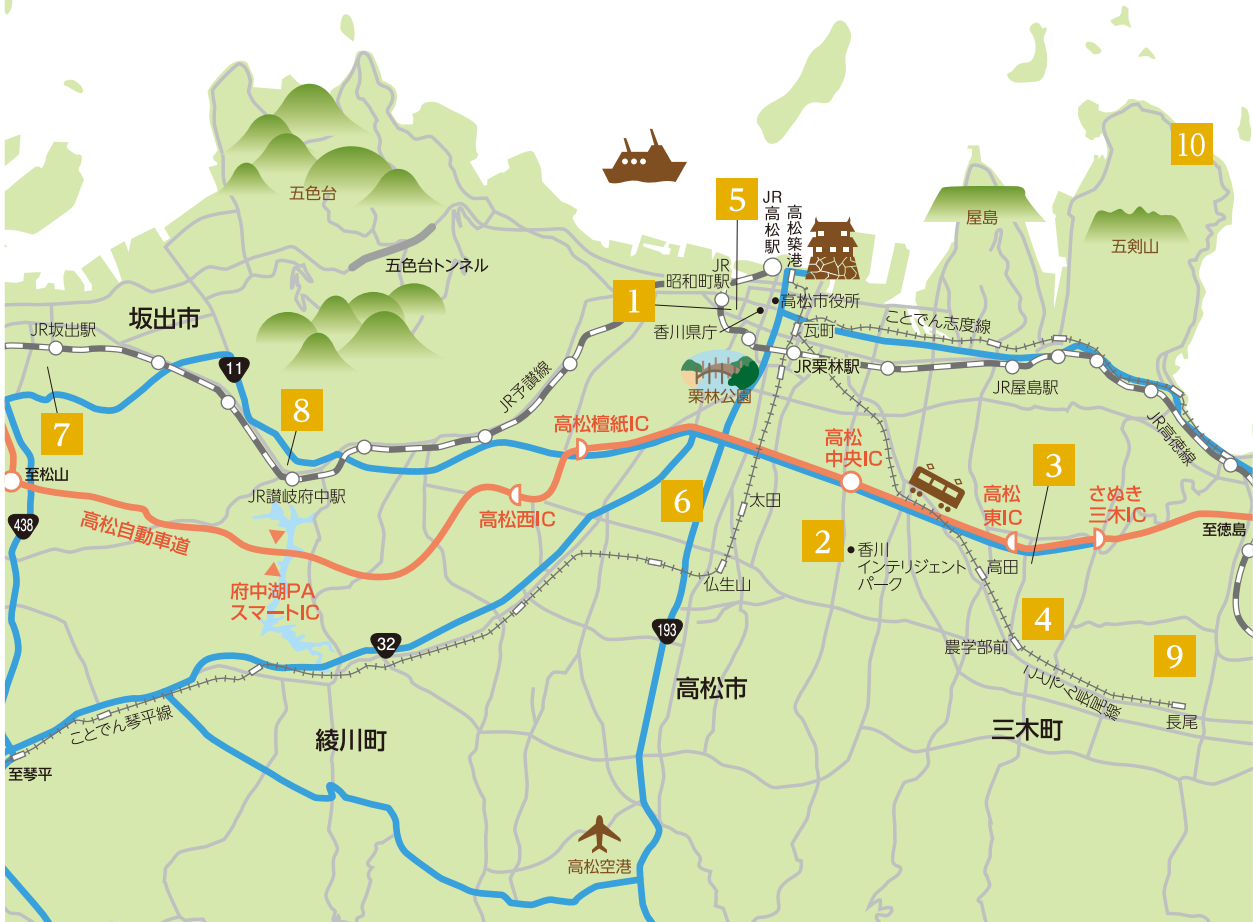 10
五色台
屋島
五剣山
5
JR高松駅
高松築港
五色台トンネル
JR
昭和町駅
1
高松市役所
坂出市
JR坂出駅
香川県庁
瓦町
ことでん志度線
JR栗林駅
JR屋島駅
11
JR予讃線
栗林公園
7
8
高松檀紙IC
高松
中央IC
JR高徳線
至松山
JR讃岐府中駅
高松西IC
6
太田
3
高松
東IC
さぬき
三木IC
438
高松自動車道
至徳島
2
香川
インテリジェント
パーク
高田
府中湖PA
スマートIC
仏生山
4
32
193
農学部前
9
高松市
ことでん長尾線
ことでん琴平線
綾川町
三木町
長尾
至琴平
高松空港